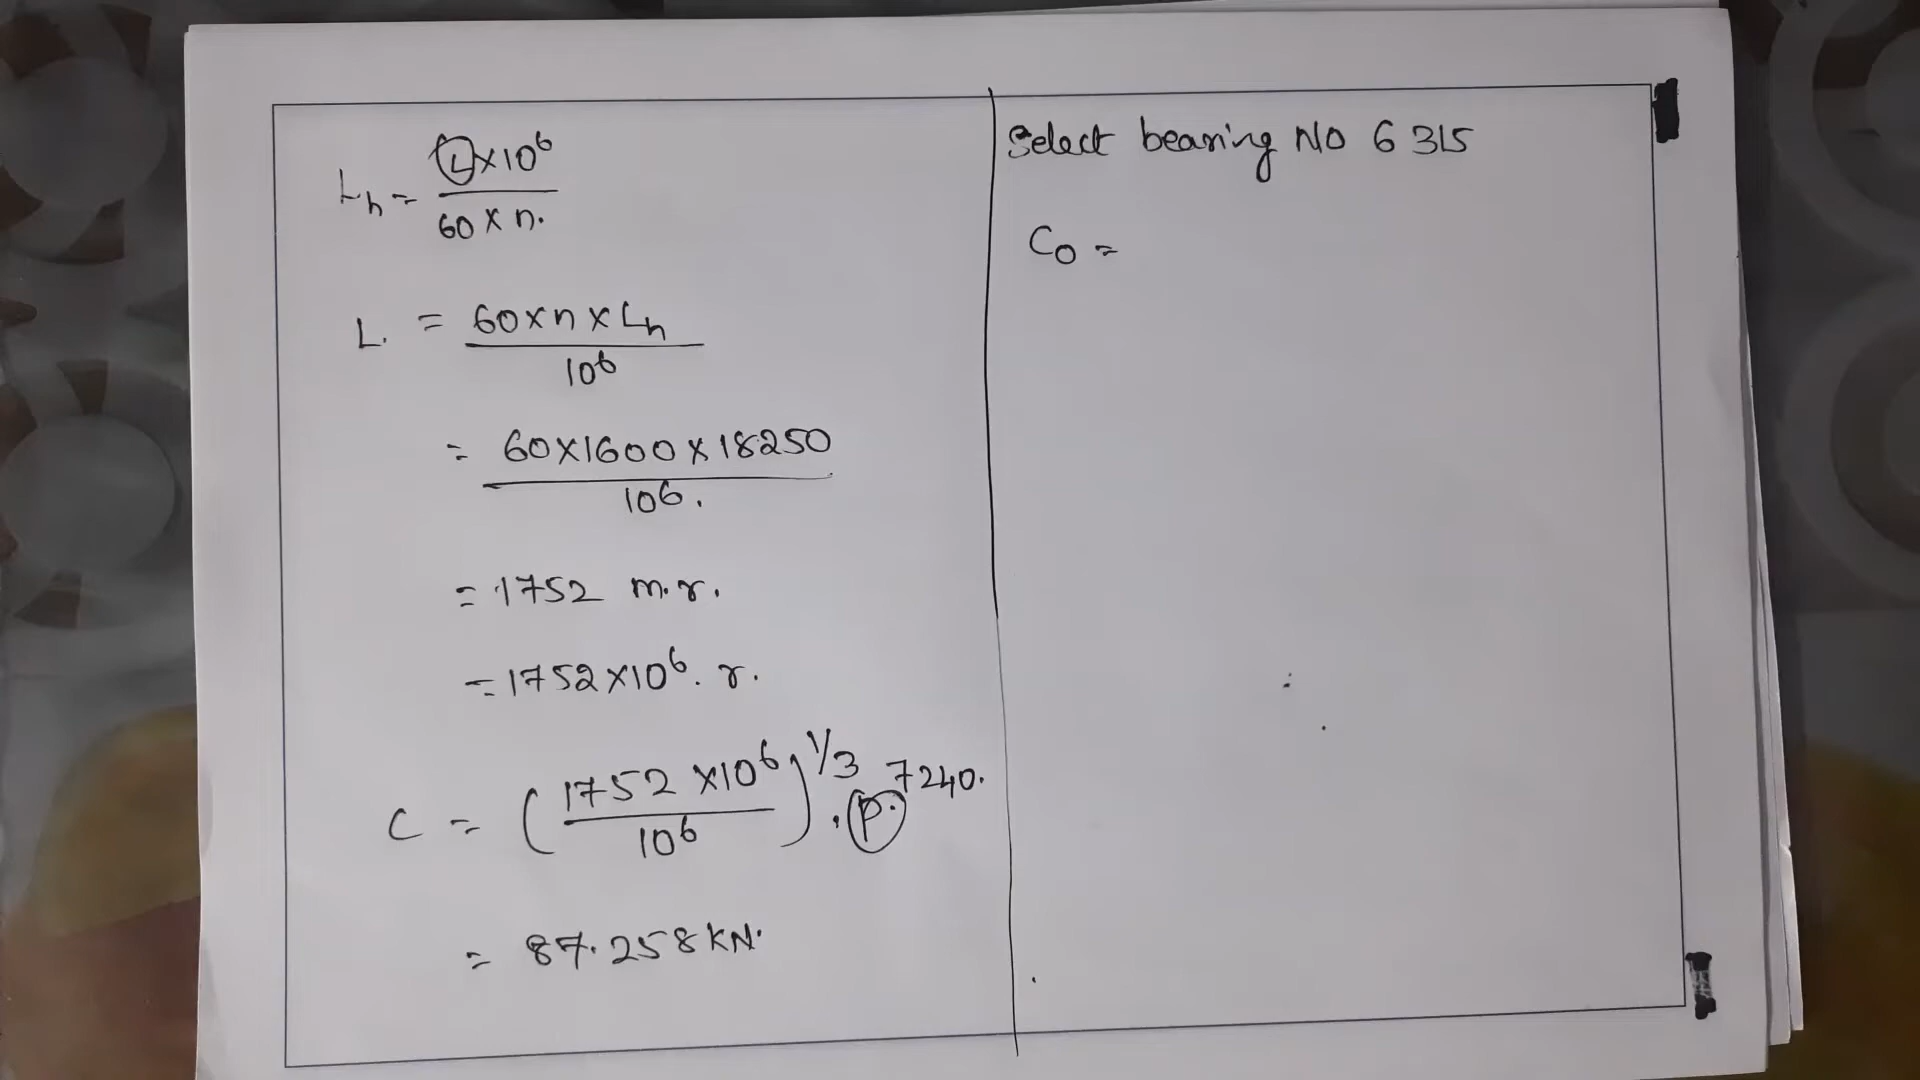 Lh = L×10⁶
60 × n.
L. = 60×n×Lh
10⁶
= 60×1600×18250
10⁶.
= 1752 m.r.
= 1752×10⁶. r.
C = (1752×10⁶ / 10⁶)^1/3 . P. 7240.
= 87.258 KN.
Select bearing No 6315
C0 =